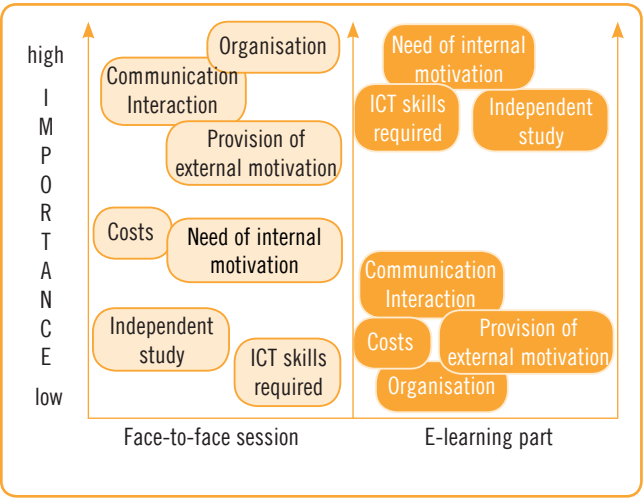 high
IMPORTANCE
low
Organisation
Communication
Interaction
Provision of
external motivation
Costs
Need of internal
motivation
Independent
study
ICT skills
required
Face-to-face session
Need of internal
motivation
ICT skills
required
Independent
study
Communication
Interaction
Costs
Provision of
external motivation
Organisation
E-learning part